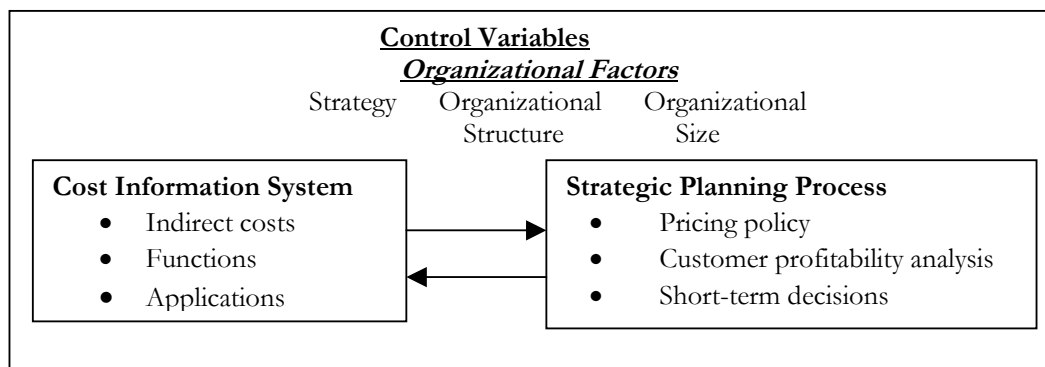 Control Variables
Organizational Factors
Strategy Organizational Organizational
Structure Size
Cost Information System
• Indirect costs
• Functions
• Applications
Strategic Planning Process
• Pricing policy
• Customer profitability analysis
• Short-term decisions